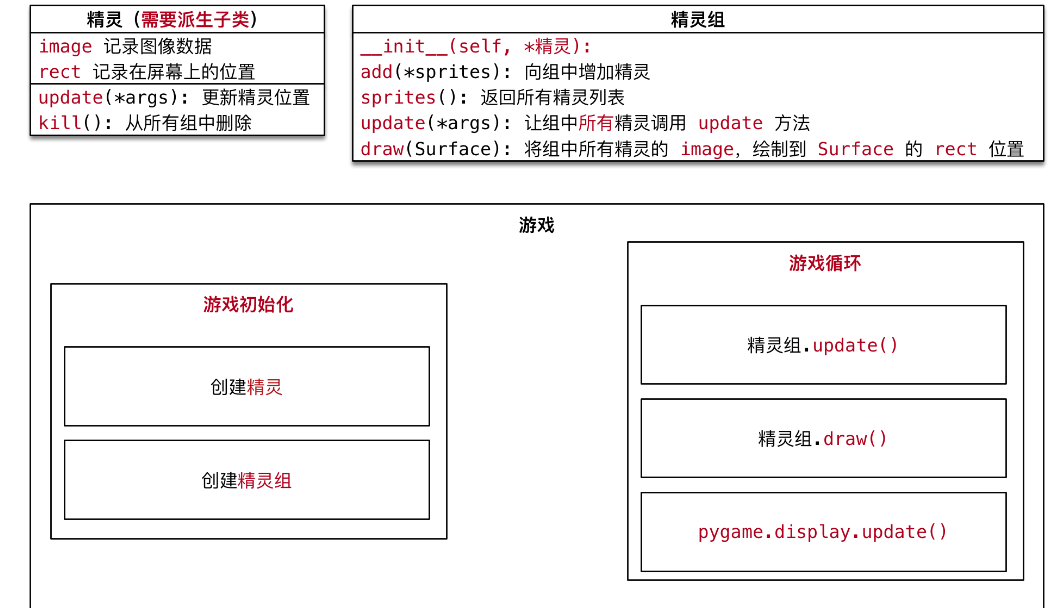 精灵（需要派生子类）
image 记录图像数据
rect 记录在屏幕上的位置
update(*args): 更新精灵位置
kill(): 从所有组中删除
精灵组
__init__(self, *精灵):
add(*sprites): 向组中增加精灵
sprites(): 返回所有精灵列表
update(*args): 让组中所有精灵调用 update 方法
draw(Surface): 将组中所有精灵的 image，绘制到 Surface 的 rect 位置
游戏
游戏初始化
创建精灵
创建精灵组
游戏循环
精灵组.update()
精灵组.draw()
pygame.display.update()